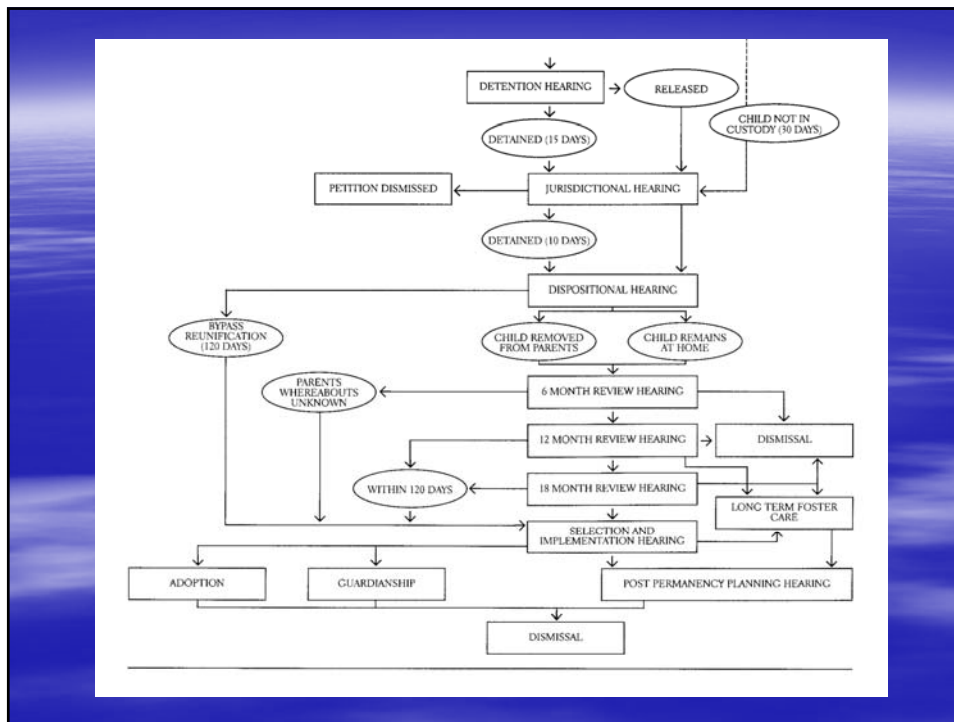 DETENTION HEARING
RELEASED
CHILD NOT IN
CUSTODY (30 DAYS)
DETAINED (15 DAYS)
PETITION DISMISSED
JURISDICTIONAL HEARING
DETAINED (10 DAYS)
DISPOSITIONAL HEARING
BYPASS
REUNIFICATION
(120 DAYS)
CHILD REMOVED
FROM PARENTS
CHILD REMAINS
AT HOME
PARENTS
WHEREABOUTS
UNKNOWN
6 MONTH REVIEW HEARING
12 MONTH REVIEW HEARING
DISMISSAL
WITHIN 120 DAYS
18 MONTH REVIEW HEARING
LONG TERM FOSTER
CARE
SELECTION AND
IMPLEMENTATION HEARING
ADOPTION
GUARDIANSHIP
POST PERMANENCY PLANNING HEARING
DISMISSAL